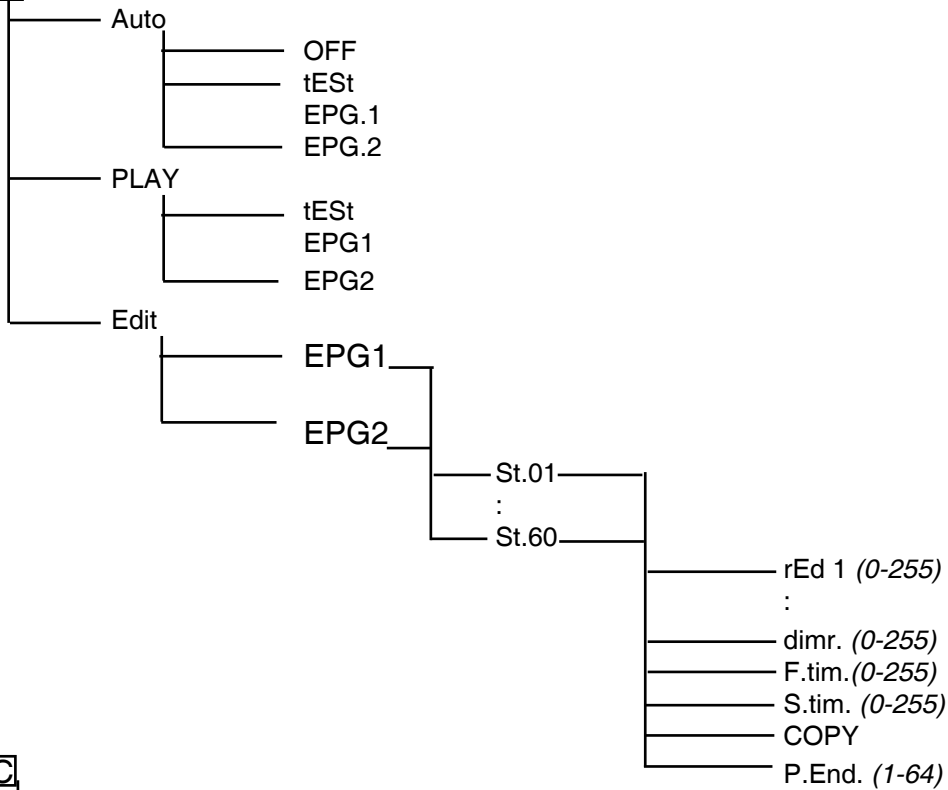 Auto
OFF
tESt
EPG.1
EPG.2
PLAY
tESt
EPG1
EPG2
Edit
EPG1
EPG2
St.01
:
St.60
rEd 1 (0-255)
:
dimr. (0-255)
F.tim.(0-255)
S.tim. (0-255)
COPY
P.End. (1-64)